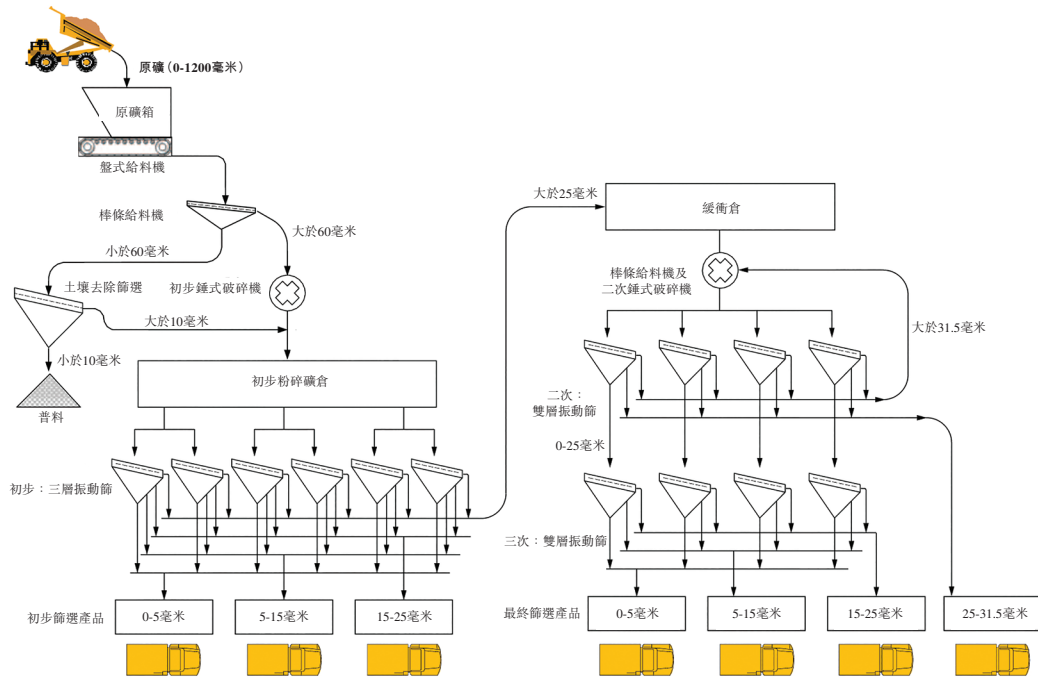 原礦（0-1200毫米）
原礦箱
盤式給料機
棒條給料機
大於60毫米
小於60毫米
土壤去除篩選
初步錘式破碎機
大於10毫米
小於10毫米
普料
初步粉碎礦倉
初步：三層振動篩
初步篩選產品
0-5毫米
5-15毫米
15-25毫米
大於25毫米
緩衝倉
棒條給料機及
二次錘式破碎機
大於31.5毫米
二次：
雙層振動篩
0-25毫米
三次：雙層振動篩
最終篩選產品
0-5毫米
5-15毫米
15-25毫米
25-31.5毫米